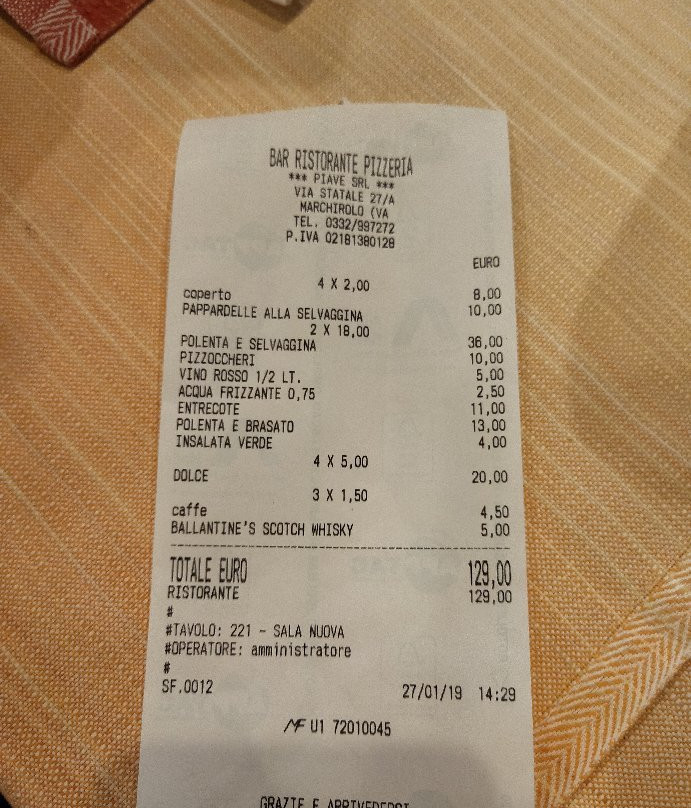 BAR RISTORANTE PIZZERIA
*** PIAVE SRL ***
VIA STATALE 27/A
MARCHIROLO (VA
TEL. 0332/997272
P.IVA 02181380128
EURO
4 X 2,00
coperto 8,00
PAPPARDELLE ALLA SELVAGGINA 10,00
2 X 18,00
POLENTA E SELVAGGINA 36,00
PIZZOCCHERI 10,00
VINO ROSSO 1/2 LT. 5,00
ACQUA FRIZZANTE 0,75 2,50
ENTRECOTE 11,00
POLENTA E BRASATO 13,00
INSALATA VERDE 4,00
4 X 5,00
DOLCE 20,00
3 X 1,50
caffe 4,50
BALLANTINE'S SCOTCH WHISKY 5,00
TOTALE EURO 129,00
RISTORANTE 129,00
#
#TAVOLO: 221 - SALA NUOVA
#OPERATORE: amministratore
#
SF.0012 27/01/19 14:29
MF U1 72010045
GRAZIE E ARRIVEDERCI